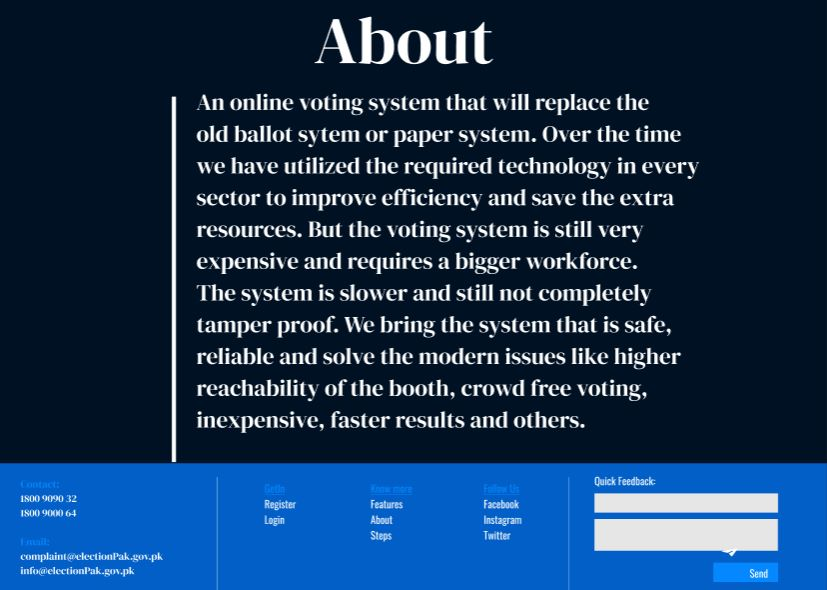 About
An online voting system that will replace the
old ballot sytem or paper system. Over the time
we have utilized the required technology in every
sector to improve efficiency and save the extra
resources. But the voting system is still very
expensive and requires a bigger workforce.
The system is slower and still not completely
tamper proof. We bring the system that is safe,
reliable and solve the modern issues like higher
reachability of the booth, crowd free voting,
inexpensive, faster results and others.
Contact:
1800 9090 32
1800 9000 64
Email:
complaint@electionPak.gov.pk
info@electionPak.gov.pk
GetIn
Register
Login
Know more
Features
About
Steps
Follow Us
Facebook
Instagram
Twitter
Quick Feedback:
Send